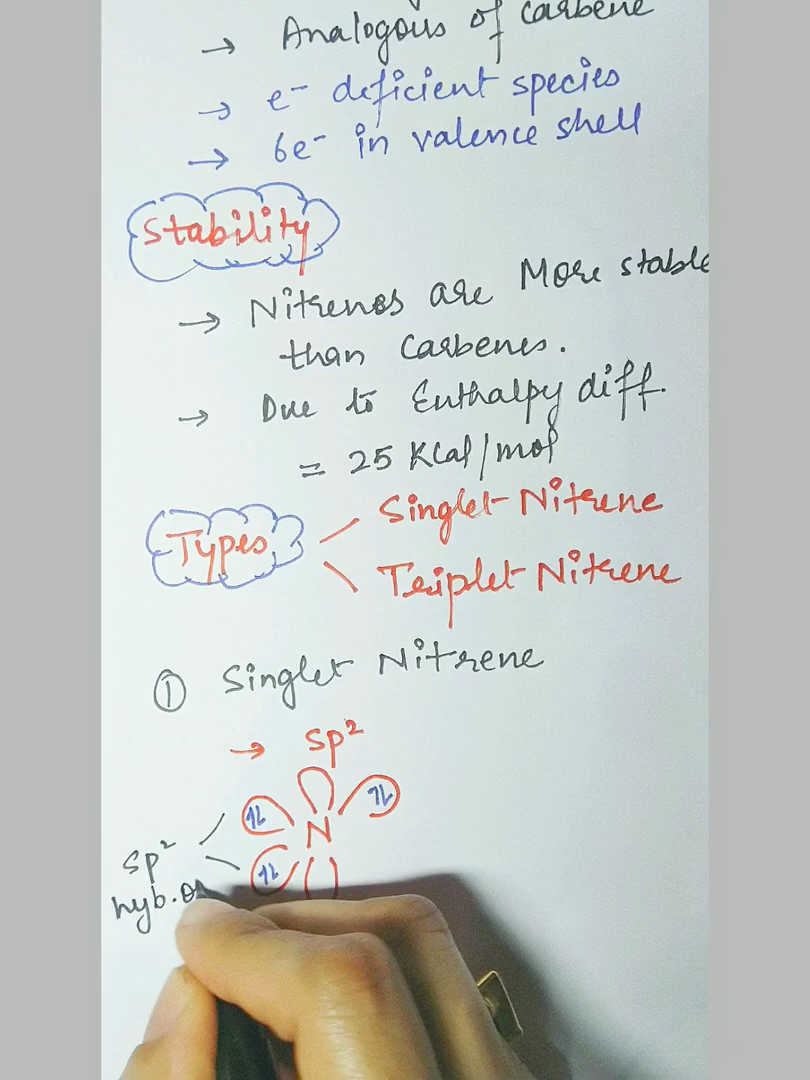 → Analogous of Carbene
→ e⁻ deficient species
→ 6e⁻ in valence shell
Stability
→ Nitrenes are More stable
than Carbenes.
→ Due to Enthalpy diff.
= 25 Kcal/mol
Types
Singlet Nitrene
Triplet Nitrene
① Singlet Nitrene
→ Sp²
⇅ ⇅
N
Sp²
⇅
hyb. or